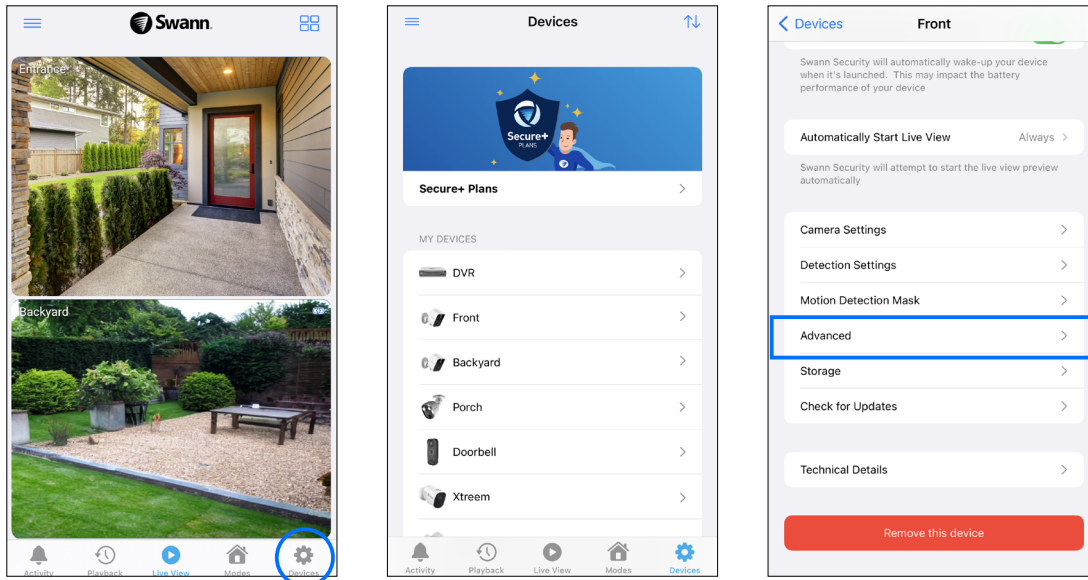 Swann.
Entrance
Backyard
Activity
Playback
Live View
Modes
Devices
Devices
Secure+
PLANS
Secure+ Plans
MY DEVICES
DVR
Front
Backyard
Porch
Doorbell
Xtreem
Activity
Playback
Live View
Modes
Devices
Devices
Front
Swann Security will automatically wake-up your device
when it's launched. This may impact the battery
performance of your device
Automatically Start Live View Always
Swann Security will attempt to start the live view preview
automatically
Camera Settings
Detection Settings
Motion Detection Mask
Advanced
Storage
Check for Updates
Technical Details
Remove this device